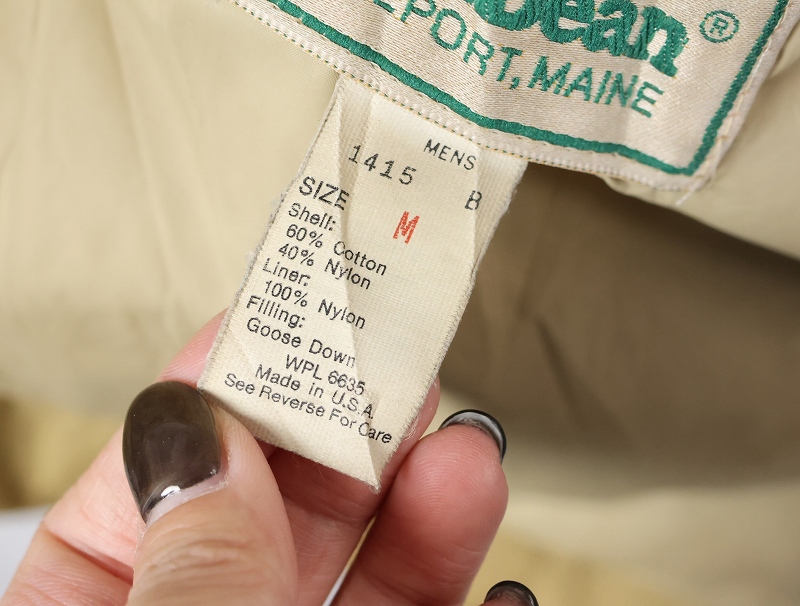 Bean ®
EPORT, MAINE
MENS
1415 B
SIZE
Shell:
60% Cotton
40% Nylon
Liner:
100% Nylon
Filling:
Goose Down
WPL 6635
Made in U.S.A.
See Reverse For Care